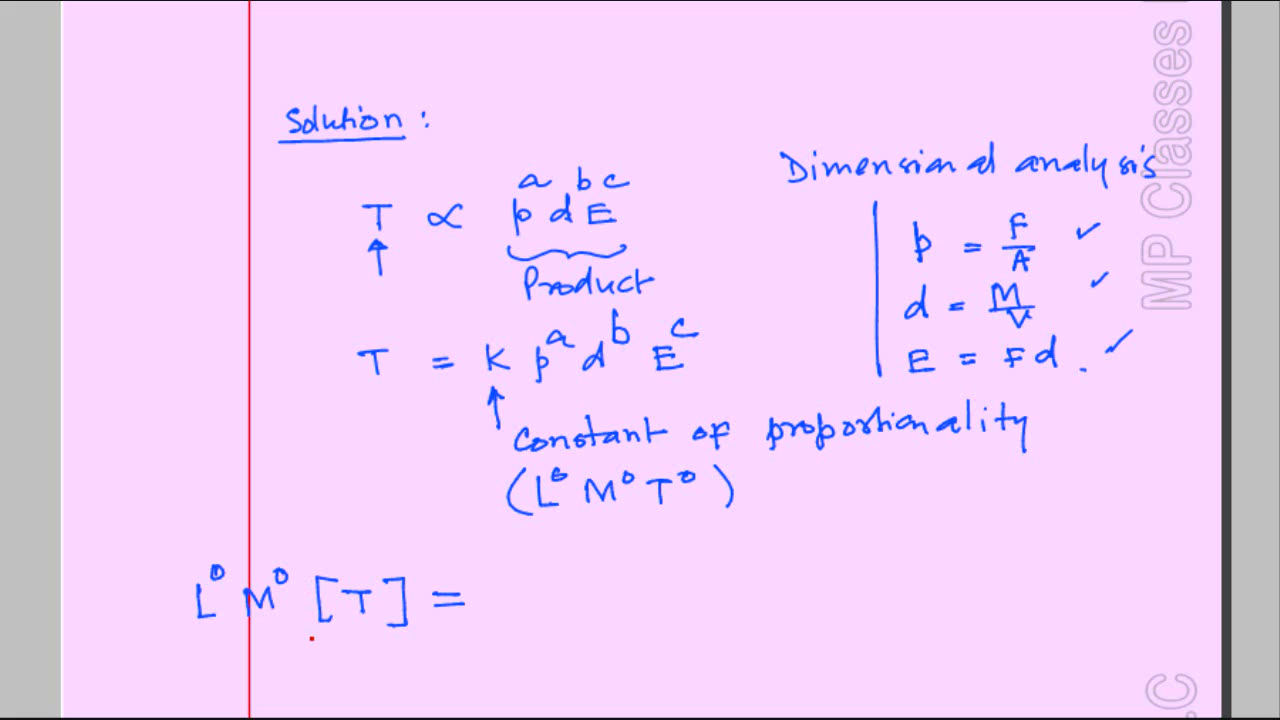 Solution :
Dimensional analysis
T ∝ p^a d^b E^c
Product
p = F/A ✓
d = M/V ✓
E = Fd. ✓
T = K p^a d^b E^c
Constant of proportionality
(L^0 M^0 T^0)
L^0 M^0 [T] =
MP Classes
.C